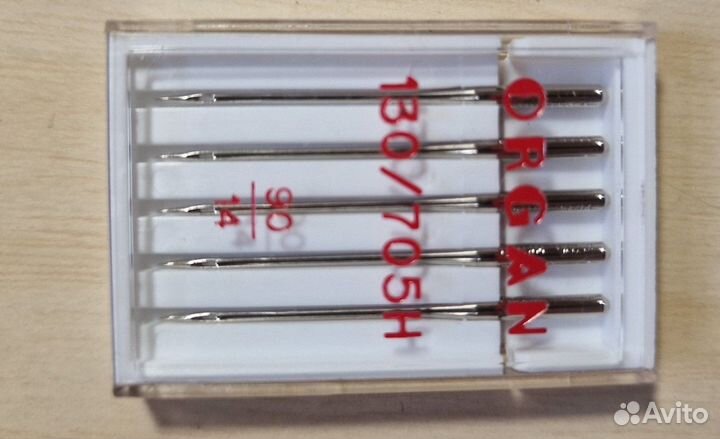 ORGAN
130/705H
90
14
Avito